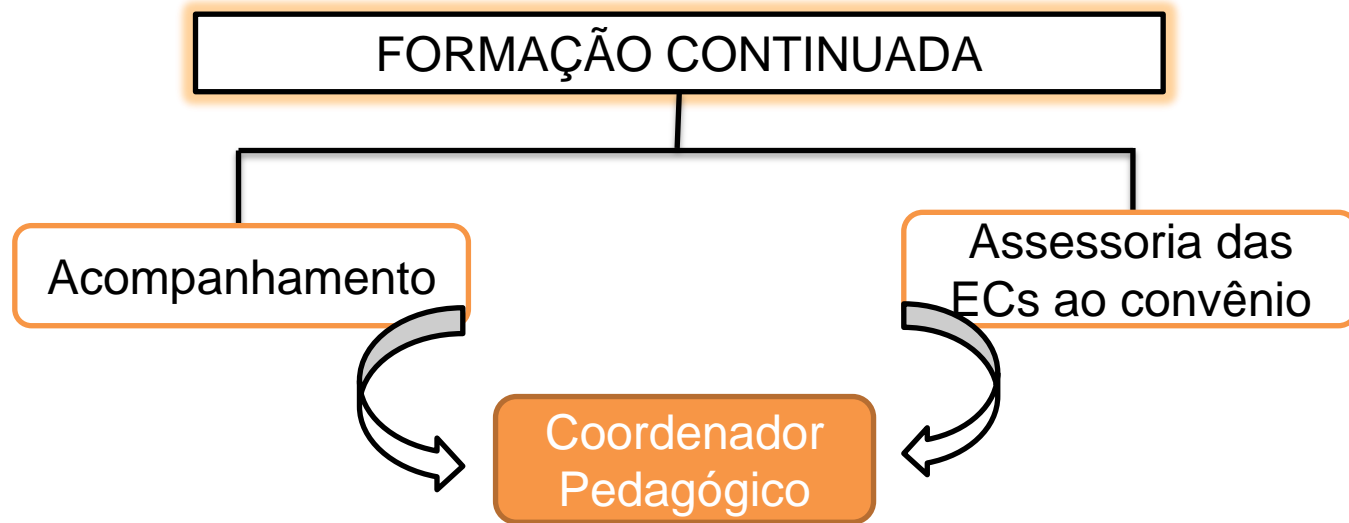 FORMAÇÃO CONTINUADA
Acompanhamento
Assessoria das
ECs ao convênio
Coordenador
Pedagógico